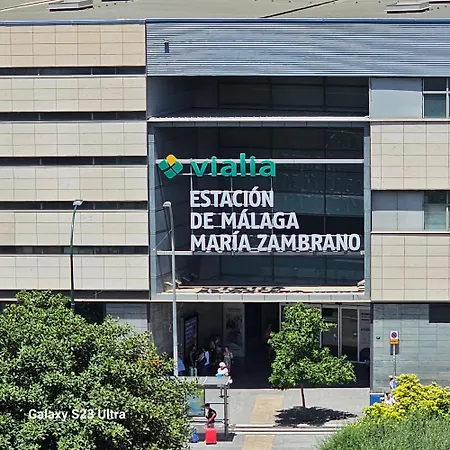 vialia
ESTACIÓN
DE MÁLAGA
MARÍA ZAMBRANO
Galaxy S23 Ultra